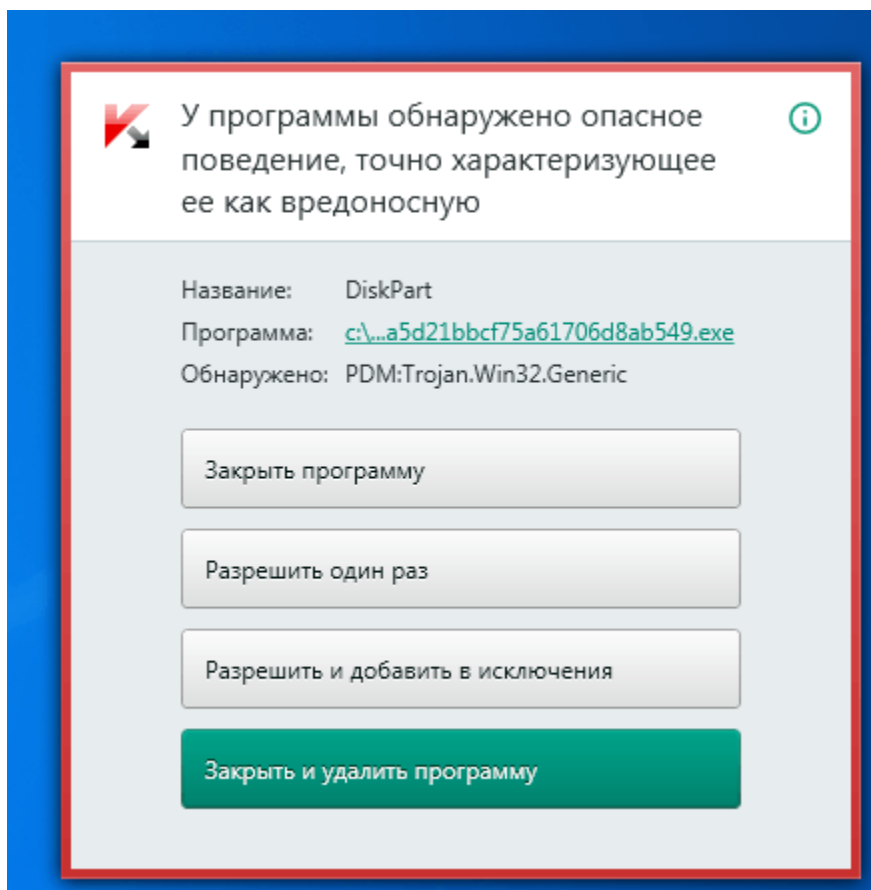 У программы обнаружено опасное
поведение, точно характеризующее
ее как вредоносную
Название: DiskPart
Программа: c:\...a5d21bbcf75a61706d8ab549.exe
Обнаружено: PDM:Trojan.Win32.Generic
Закрыть программу
Разрешить один раз
Разрешить и добавить в исключения
Закрыть и удалить программу